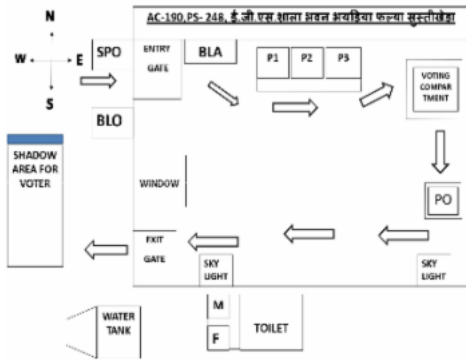 AC-190,PS- 248, ई.जी.एस.शाला भवन अयडिया फल्या सुस्तीखेड़ा
N
W
E
S
SPO
ENTRY
GATE
BLA
P1
P2
P3
VOTING COMPAR
TMENT
BLO
SHADOW
AREA FOR
VOTER
WINDOW
PO
EXIT
GATE
SKY
LIGHT
SKY
LIGHT
WATER
TANK
M
F
TOILET